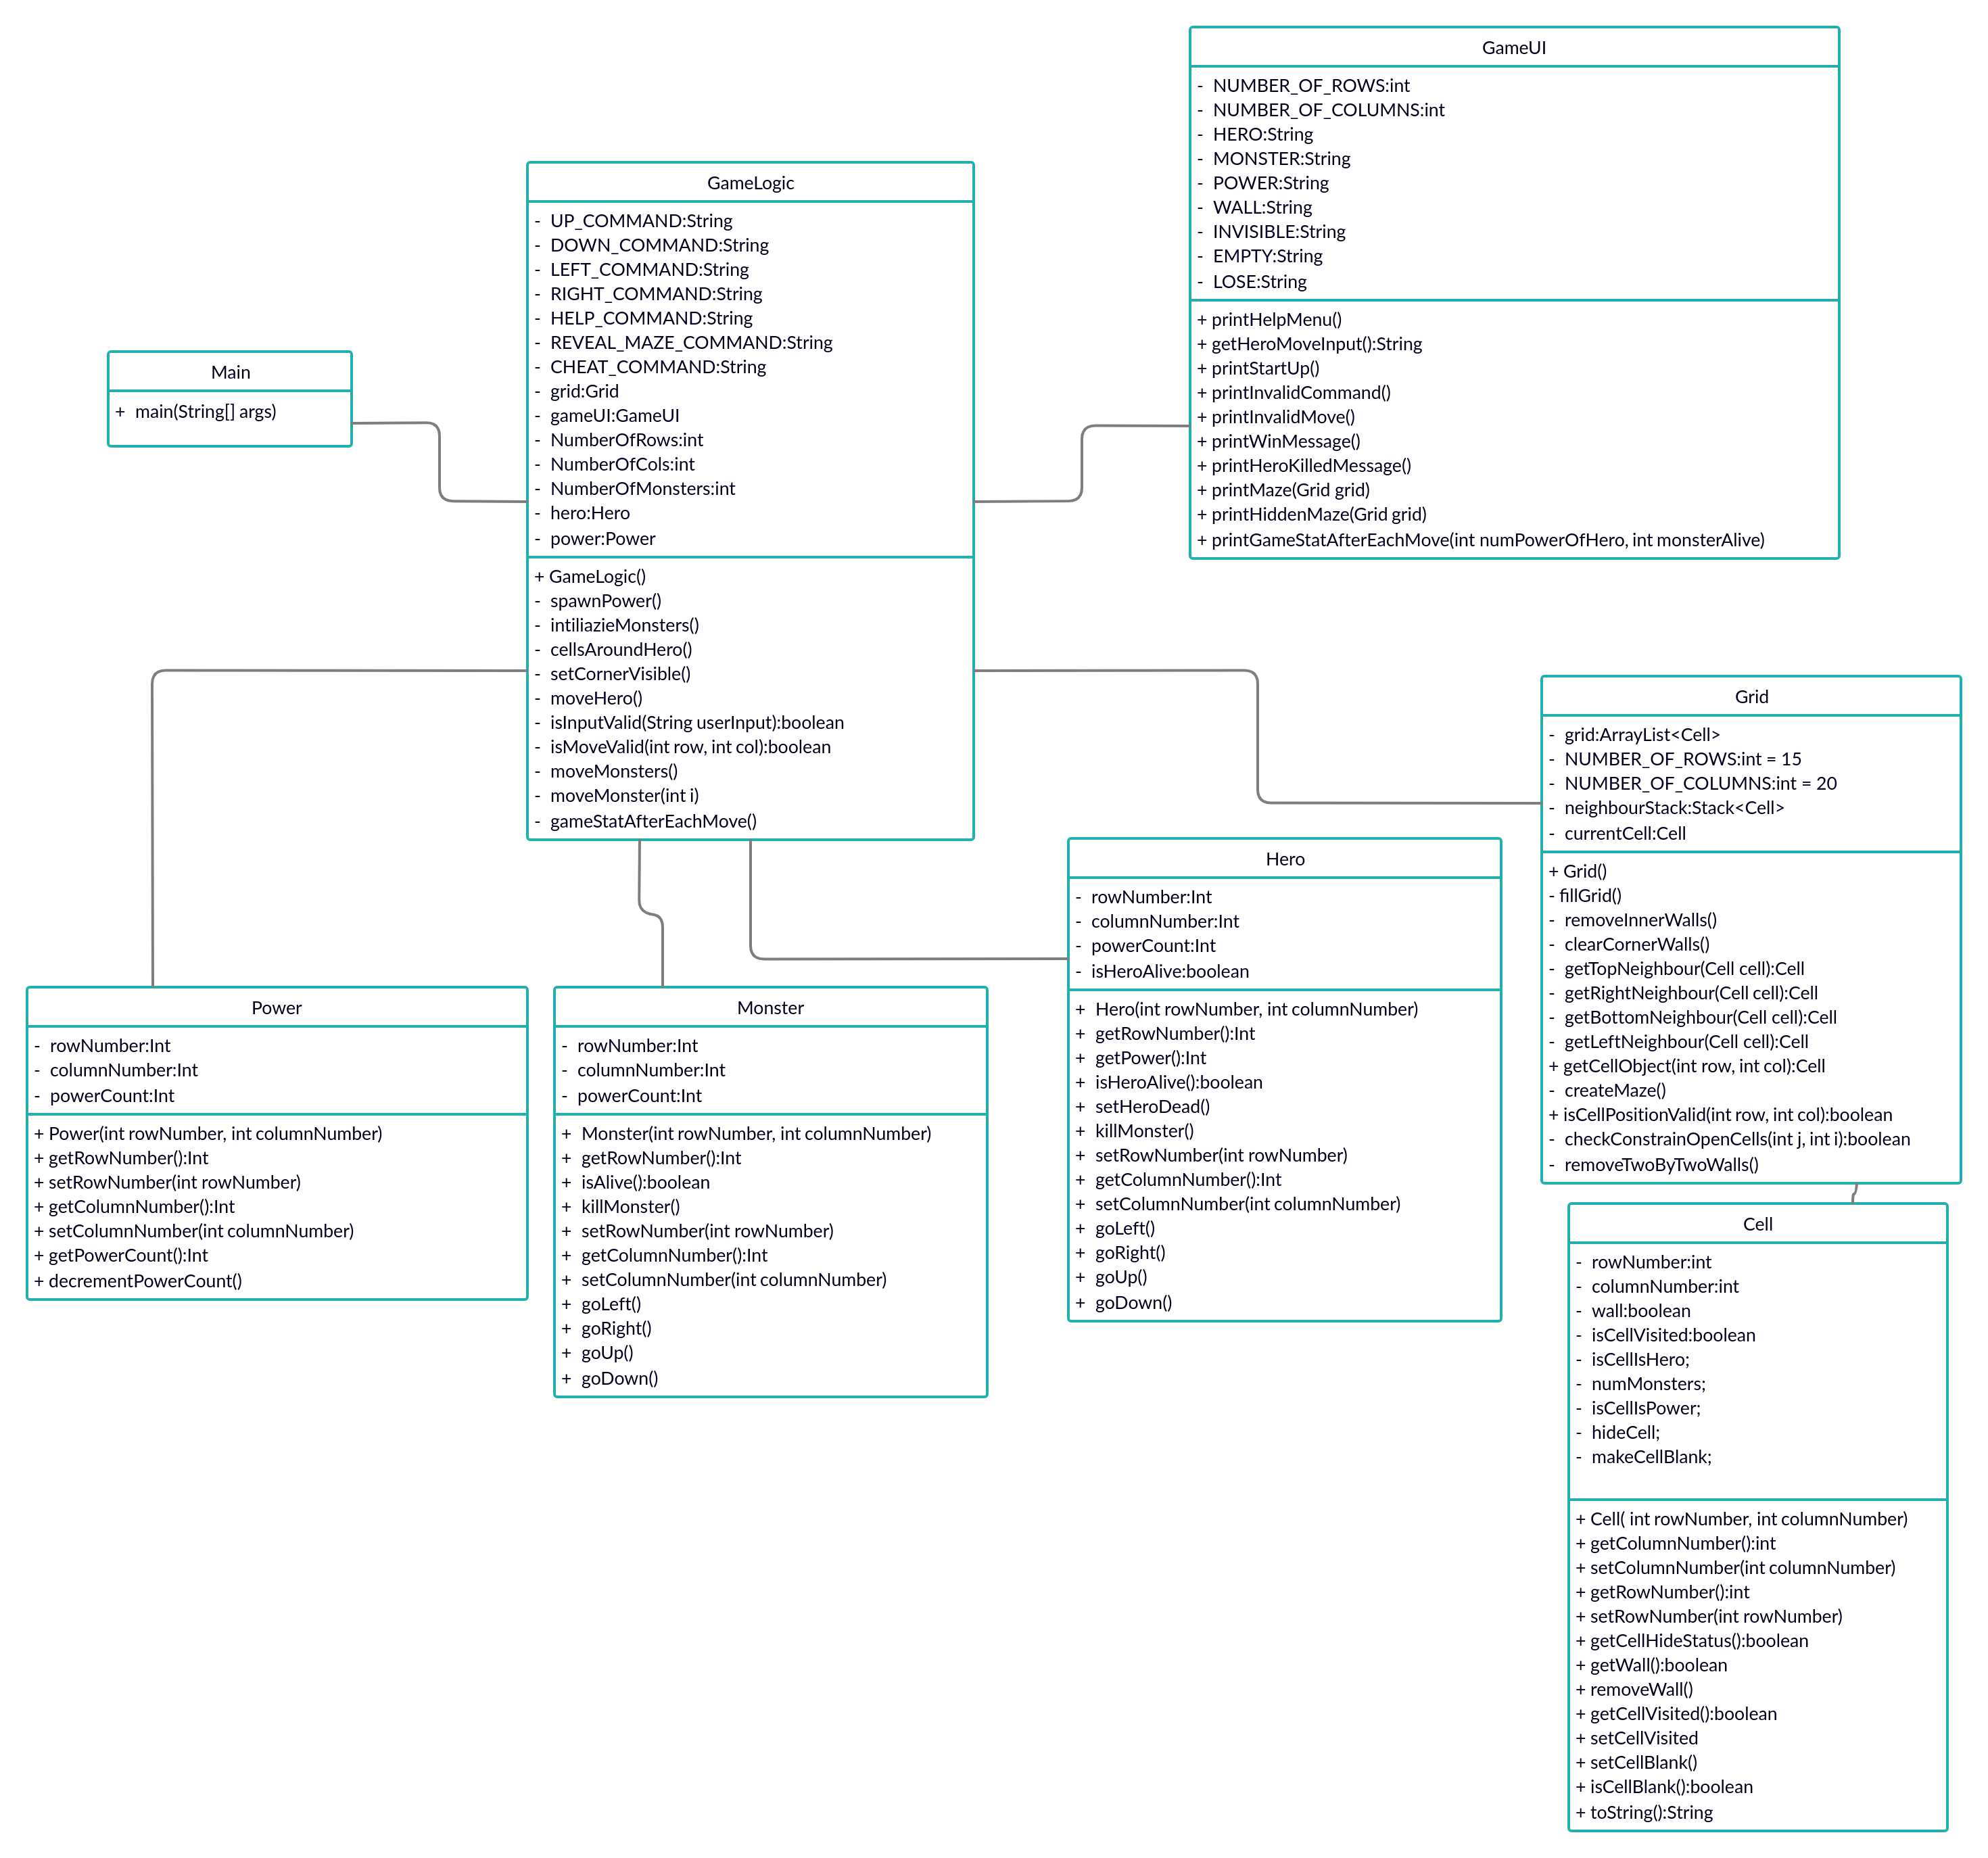 GameUI
- NUMBER_OF_ROWS:int
- NUMBER_OF_COLUMNS:int
- HERO:String
- MONSTER:String
- POWER:String
- WALL:String
- INVISIBLE:String
- EMPTY:String
- LOSE:String
+ printHelpMenu()
+ getHeroMoveInput():String
+ printStartUp()
+ printInvalidCommand()
+ printInvalidMove()
+ printWinMessage()
+ printHeroKilledMessage()
+ printMaze(Grid grid)
+ printHiddenMaze(Grid grid)
+ printGameStatAfterEachMove(int numPowerOfHero, int monsterAlive)
GameLogic
- UP_COMMAND:String
- DOWN_COMMAND:String
- LEFT_COMMAND:String
- RIGHT_COMMAND:String
- HELP_COMMAND:String
- REVEAL_MAZE_COMMAND:String
- CHEAT_COMMAND:String
- grid:Grid
- gameUI:GameUI
- NumberOfRows:int
- NumberOfCols:int
- NumberOfMonsters:int
- hero:Hero
- power:Power
+ GameLogic()
- spawnPower()
- intiliazieMonsters()
- cellsAroundHero()
- setCornerVisible()
- moveHero()
- isInputValid(String userInput):boolean
- isMoveValid(int row, int col):boolean
- moveMonsters()
- moveMonster(int i)
- gameStatAfterEachMove()
Main
+ main(String[] args)
Grid
- grid:ArrayList<Cell>
- NUMBER_OF_ROWS:int = 15
- NUMBER_OF_COLUMNS:int = 20
- neighbourStack:Stack<Cell>
- currentCell:Cell
+ Grid()
- fillGrid()
- removeInnerWalls()
- clearCornerWalls()
- getTopNeighbour(Cell cell):Cell
- getRightNeighbour(Cell cell):Cell
- getBottomNeighbour(Cell cell):Cell
- getLeftNeighbour(Cell cell):Cell
+ getCellObject(int row, int col):Cell
- createMaze()
+ isCellPositionValid(int row, int col):boolean
- checkConstrainOpenCells(int j, int i):boolean
- removeTwoByTwoWalls()
Hero
- rowNumber:Int
- columnNumber:Int
- powerCount:Int
- isHeroAlive:boolean
+ Hero(int rowNumber, int columnNumber)
+ getRowNumber():Int
+ getPower():Int
+ isHeroAlive():boolean
+ setHeroDead()
+ killMonster()
+ setRowNumber(int rowNumber)
+ getColumnNumber():Int
+ setColumnNumber(int columnNumber)
+ goLeft()
+ goRight()
+ goUp()
+ goDown()
Power
- rowNumber:Int
- columnNumber:Int
- powerCount:Int
+ Power(int rowNumber, int columnNumber)
+ getRowNumber():Int
+ setRowNumber(int rowNumber)
+ getColumnNumber():Int
+ setColumnNumber(int columnNumber)
+ getPowerCount():Int
+ decrementPowerCount()
Monster
- rowNumber:Int
- columnNumber:Int
- powerCount:Int
+ Monster(int rowNumber, int columnNumber)
+ getRowNumber():Int
+ isAlive():boolean
+ killMonster()
+ setRowNumber(int rowNumber)
+ getColumnNumber():Int
+ setColumnNumber(int columnNumber)
+ goLeft()
+ goRight()
+ goUp()
+ goDown()
Cell
- rowNumber:int
- columnNumber:int
- wall:boolean
- isCellVisited:boolean
- isCellIsHero;
- numMonsters;
- isCellIsPower;
- hideCell;
- makeCellBlank;
+ Cell( int rowNumber, int columnNumber)
+ getColumnNumber():int
+ setColumnNumber(int columnNumber)
+ getRowNumber():int
+ setRowNumber(int rowNumber)
+ getCellHideStatus():boolean
+ getWall():boolean
+ removeWall()
+ getCellVisited():boolean
+ setCellVisited
+ setCellBlank()
+ isCellBlank():boolean
+ toString():String